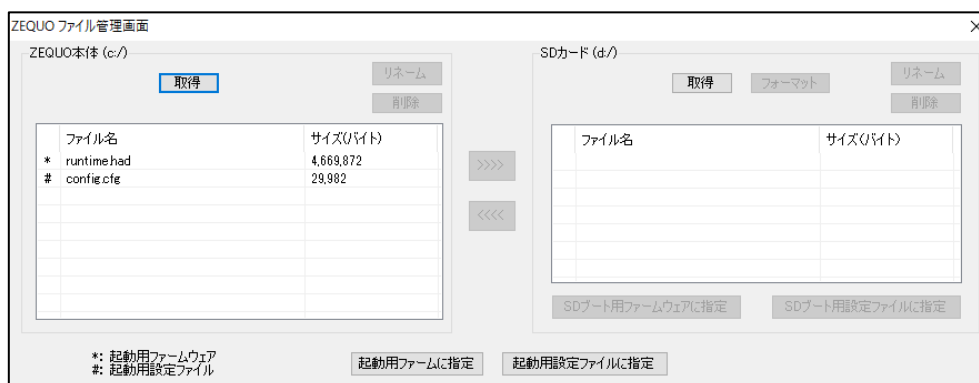 ZEQUO ファイル管理画面
ZEQUO本体 (c:/)
取得
リネーム
削除
ファイル名 サイズ(バイト)
* runtime.had 4,669,872
# config.cfg 29,982
>>>>
<<<<
SDカード (d:/)
取得 フォーマット
リネーム
削除
ファイル名 サイズ(バイト)
SDブート用ファームウェアに指定 SDブート用設定ファイルに指定
*: 起動用ファームウェア
#: 起動用設定ファイル
起動用ファームに指定 起動用設定ファイルに指定